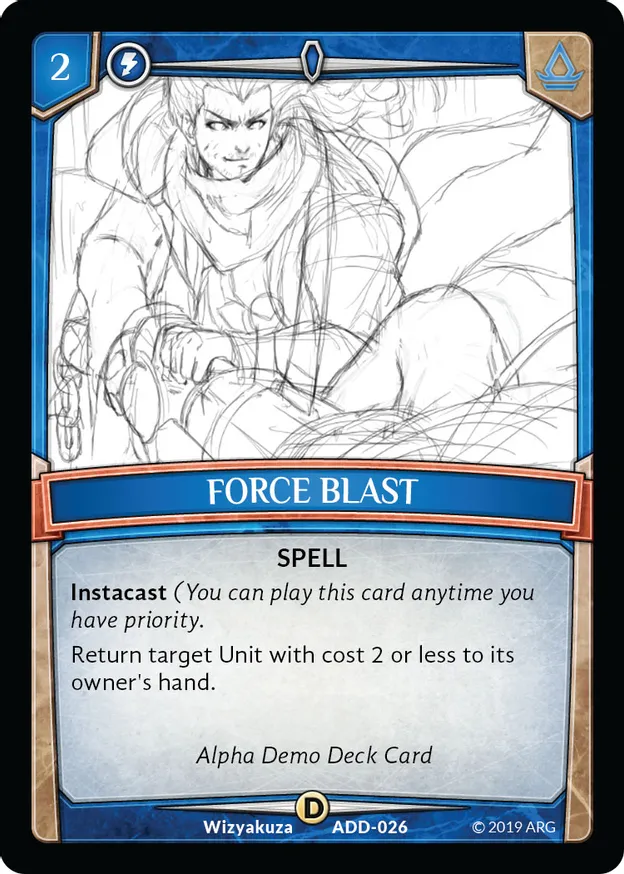 2
FORCE BLAST
SPELL
Instacast (You can play this card anytime you
have priority.
Return target Unit with cost 2 or less to its
owner's hand.
Alpha Demo Deck Card
D
Wizyakuza ADD-026 © 2019 ARG